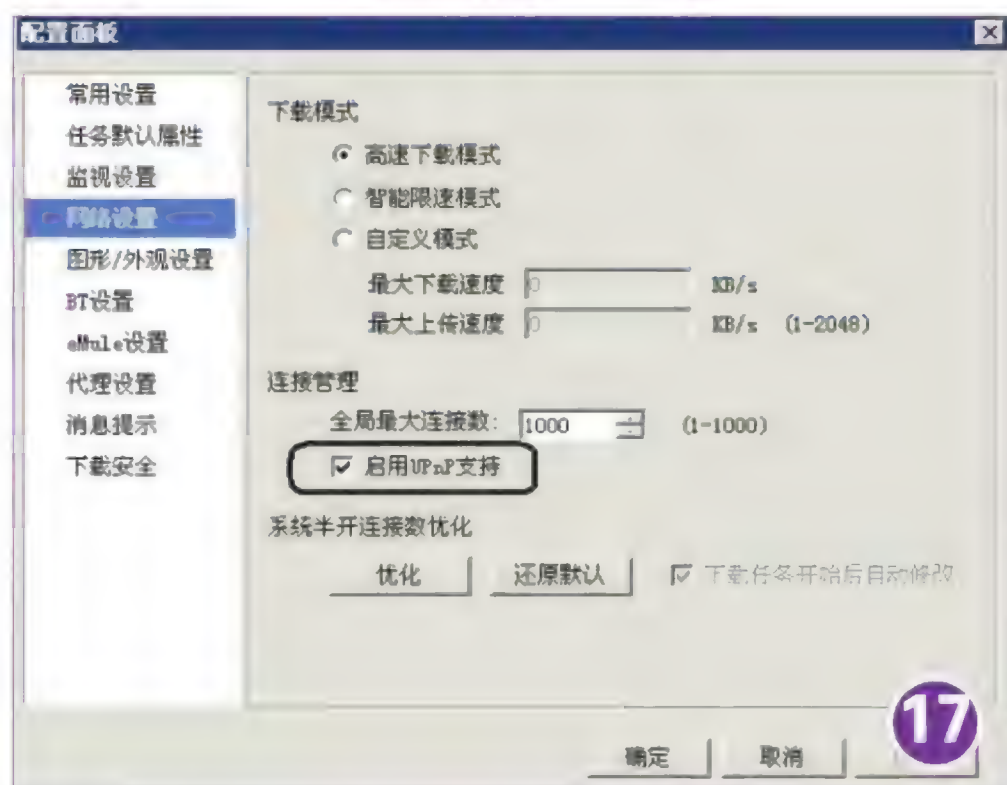 配置面板
常用设置
任务默认属性
监视设置
网络设置
图形/外观设置
BT设置
eMule设置
代理设置
消息提示
下载安全
下载模式
高速下载模式
智能限速模式
自定义模式
最大下载速度 0 KB/s
最大上传速度 0 KB/s (1-2048)
连接管理
全局最大连接数: 1000 (1-1000)
启用UPnP支持
系统半开连接数优化
优化 还原默认 下载任务开始后自动修改
确定 取消
17